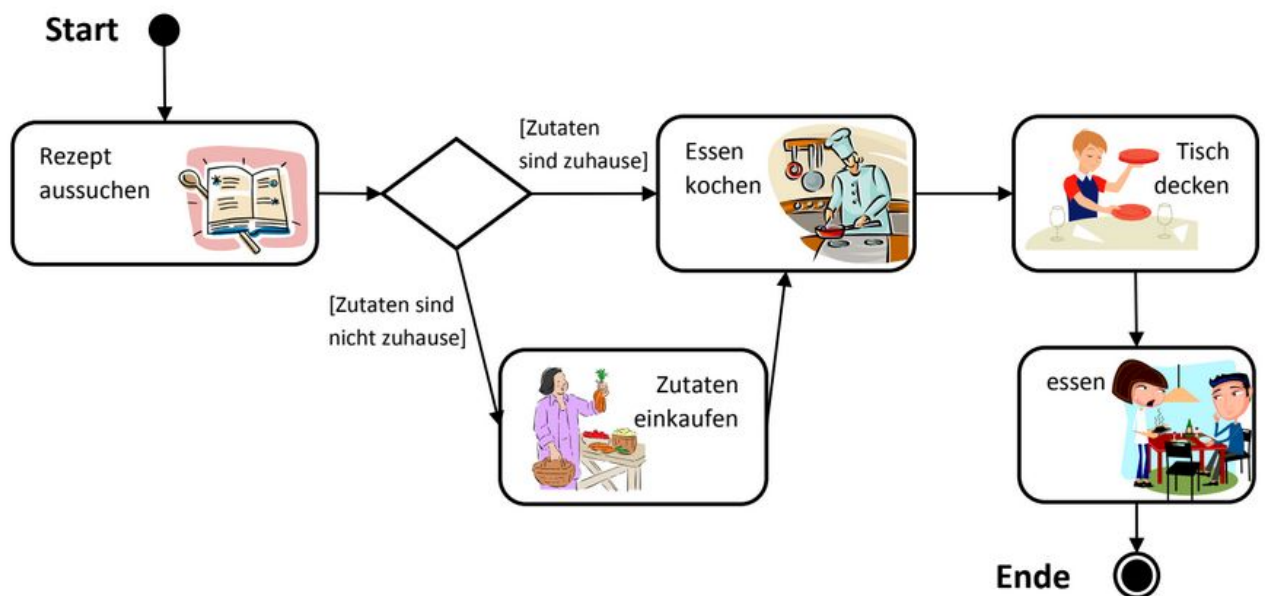 Start
Rezept
aussuchen
[Zutaten
sind zuhause]
Essen
kochen
Tisch
decken
[Zutaten sind
nicht zuhause]
Zutaten
einkaufen
essen
Ende